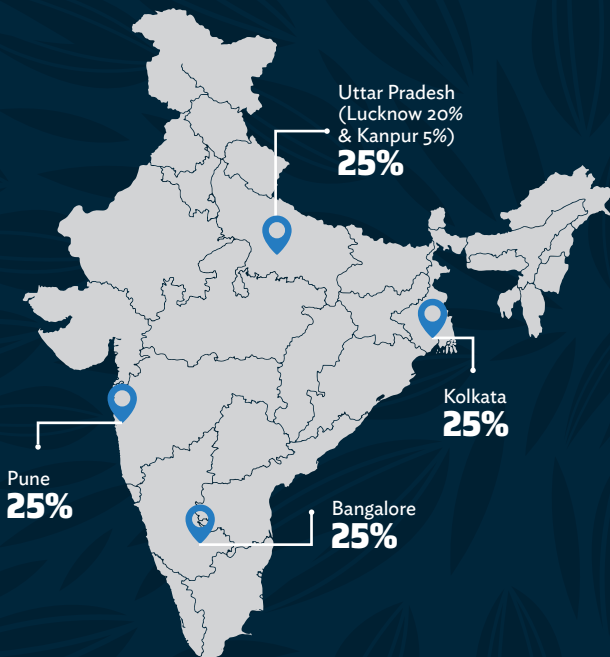 Uttar Pradesh
(Lucknow 20%
& Kanpur 5%)
25%
Kolkata
25%
Pune
25%
Bangalore
25%